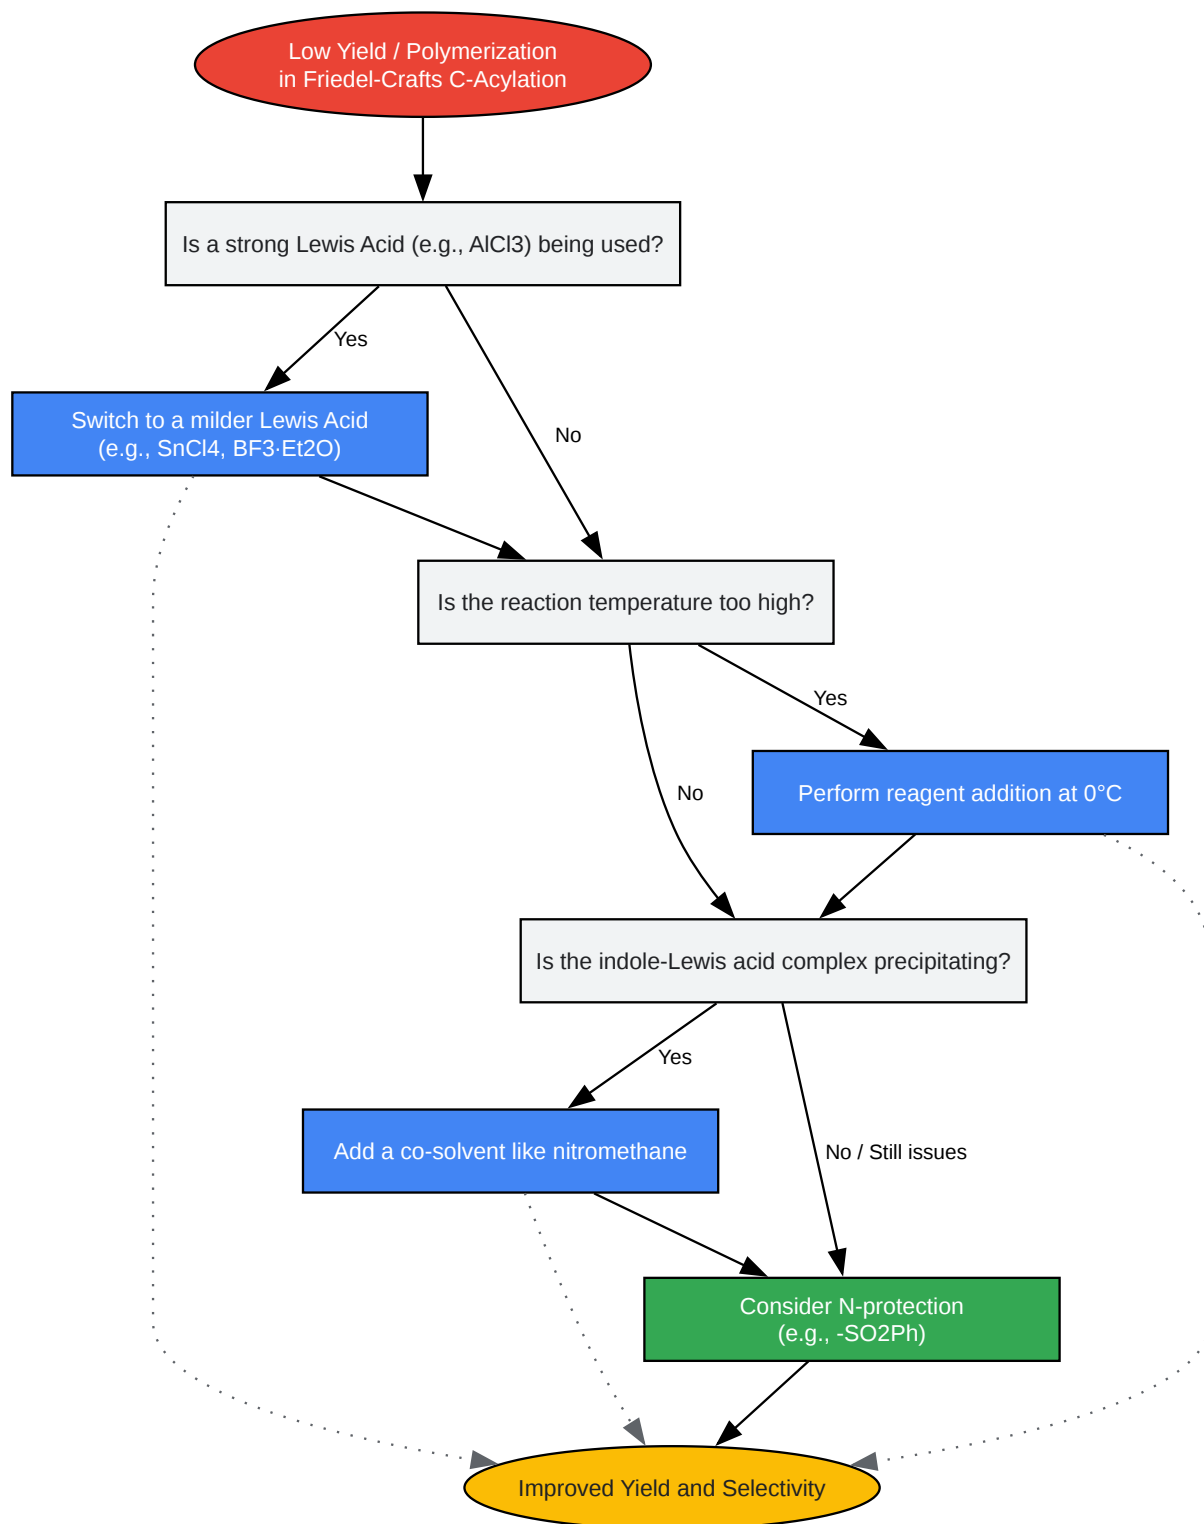 Low Yield / Polymerization
in Friedel-Crafts C-Acylation
Is a strong Lewis Acid (e.g., AlCl3) being used?
Yes
Switch to a milder Lewis Acid
(e.g., SnCl4, BF3·Et2O)
No
Is the reaction temperature too high?
Yes
No
Perform reagent addition at 0°C
Is the indole-Lewis acid complex precipitating?
Yes
Add a co-solvent like nitromethane
No / Still issues
Consider N-protection
(e.g., -SO2Ph)
Improved Yield and Selectivity